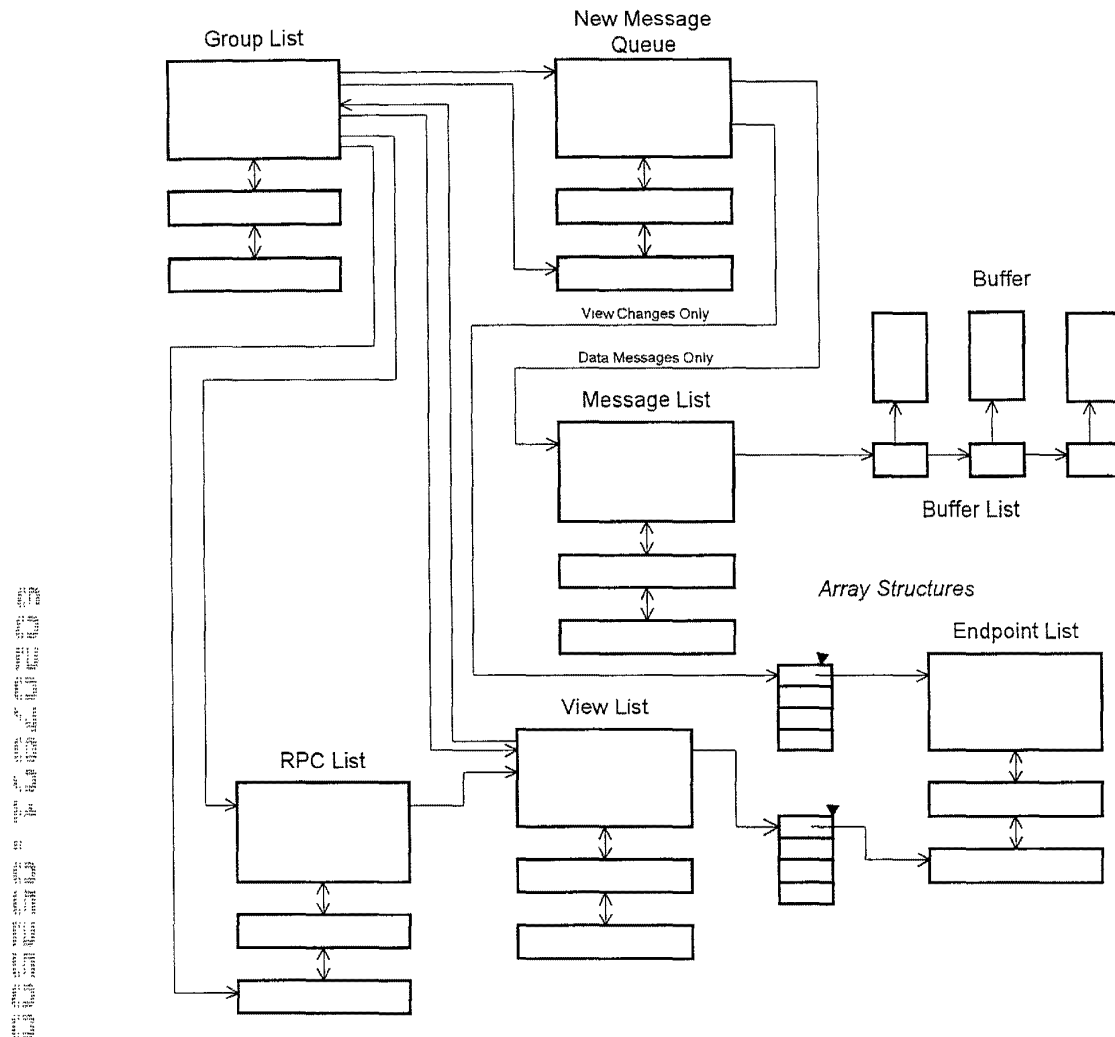 Group List
New Message
Queue
View Changes Only
Data Messages Only
Message List
Buffer
Buffer List
Array Structures
Endpoint List
View List
RPC List